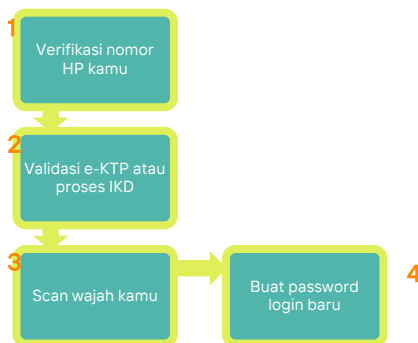 1
Verifikasi nomor
HP kamu
2
Validasi e-KTP atau
proses IKD
3
Scan wajah kamu
Buat password
login baru
4